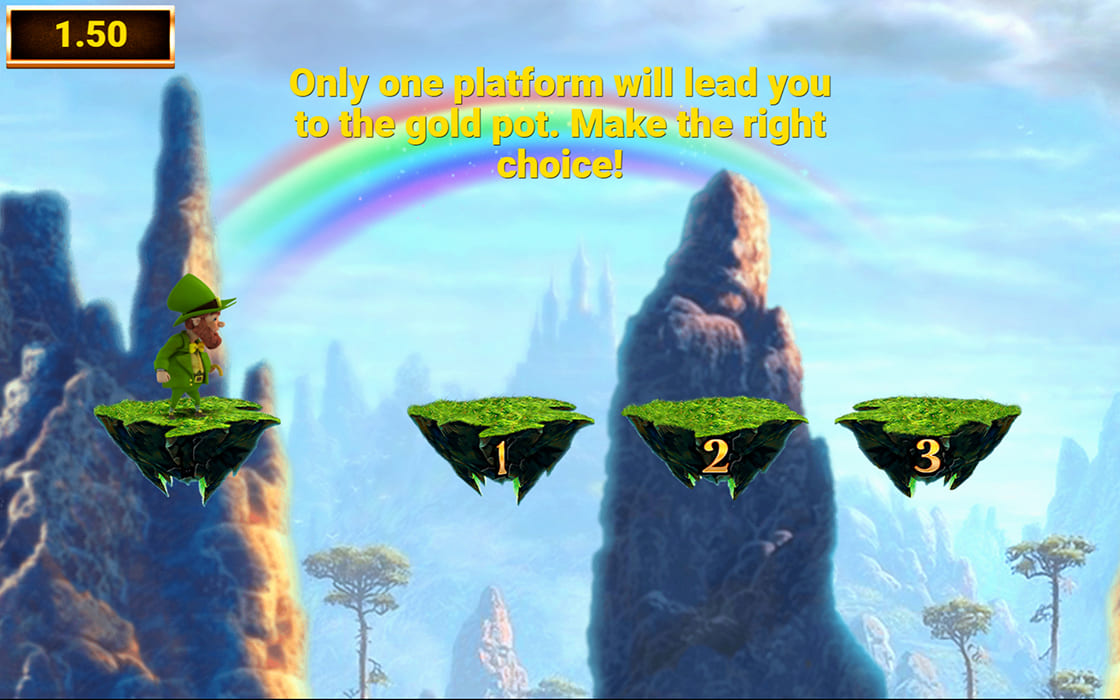 1.50
Only one platform will lead you
to the gold pot. Make the right
choice!
1
2
3